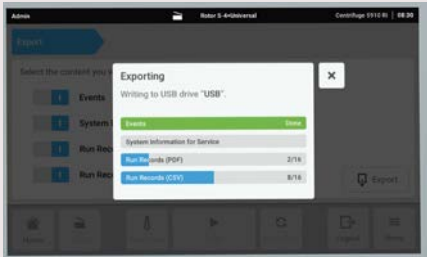 Admin Rotor S-4×Universal Centrifuge 5910 Ri 08:30
Export
Select the content you
Exporting
Writing to USB drive "USB".
Events
Events Done
System I
System Information for Service
Run Rec
Run Records (PDF) 2/16
Run Rec
Run Records (CSV) 8/16
Export
Home
Logout Menu